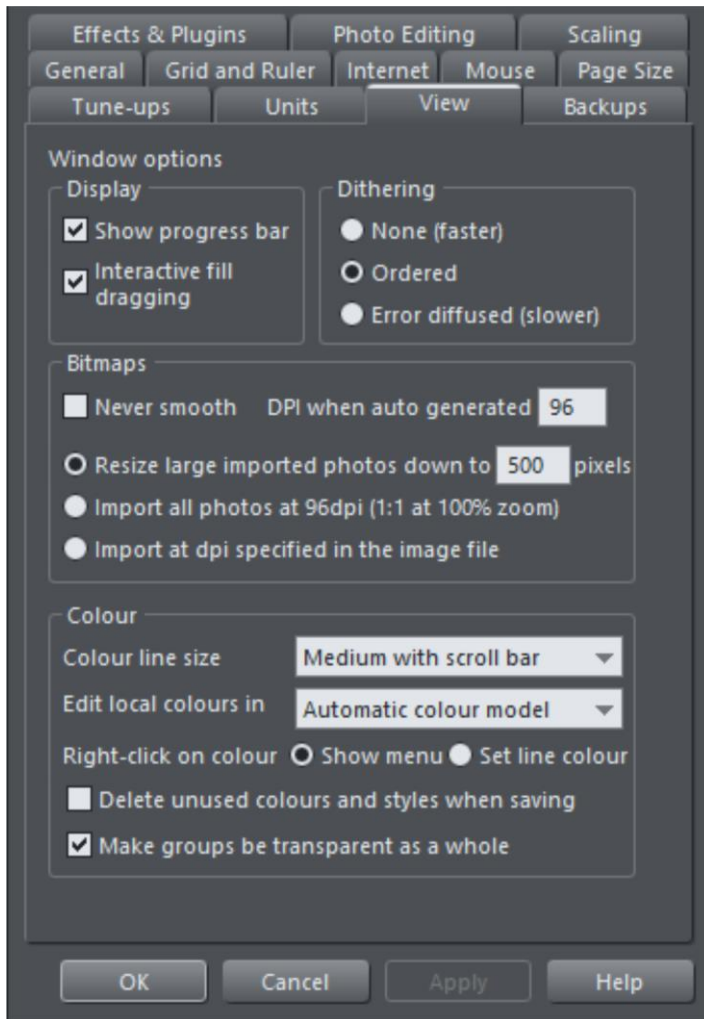 Effects & Plugins Photo Editing Scaling
General Grid and Ruler Internet Mouse Page Size
Tune-ups Units View Backups
Window options
Display
Show progress bar
Interactive fill
dragging
Dithering
None (faster)
Ordered
Error diffused (slower)
Bitmaps
Never smooth DPI when auto generated 96
Resize large imported photos down to 500 pixels
Import all photos at 96dpi (1:1 at 100% zoom)
Import at dpi specified in the image file
Colour
Colour line size Medium with scroll bar
Edit local colours in Automatic colour model
Right-click on colour Show menu Set line colour
Delete unused colours and styles when saving
Make groups be transparent as a whole
OK Cancel Apply Help